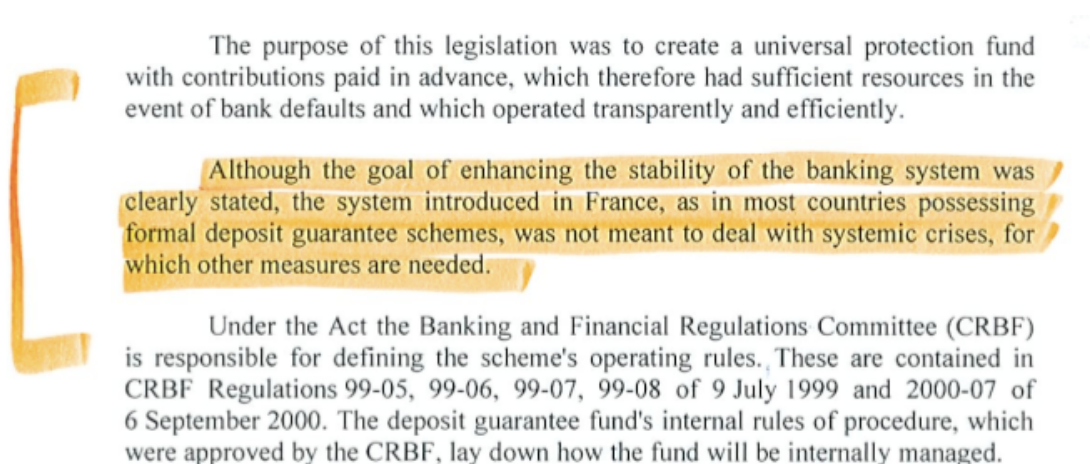 The purpose of this legislation was to create a universal protection fund
with contributions paid in advance, which therefore had sufficient resources in the
event of bank defaults and which operated transparently and efficiently.
Although the goal of enhancing the stability of the banking system was
clearly stated, the system introduced in France, as in most countries possessing
formal deposit guarantee schemes, was not meant to deal with systemic crises, for
which other measures are needed.
Under the Act the Banking and Financial Regulations Committee (CRBF)
is responsible for defining the scheme's operating rules. These are contained in
CRBF Regulations 99-05, 99-06, 99-07, 99-08 of 9 July 1999 and 2000-07 of
6 September 2000. The deposit guarantee fund's internal rules of procedure, which
were approved by the CRBF, lay down how the fund will be internally managed.